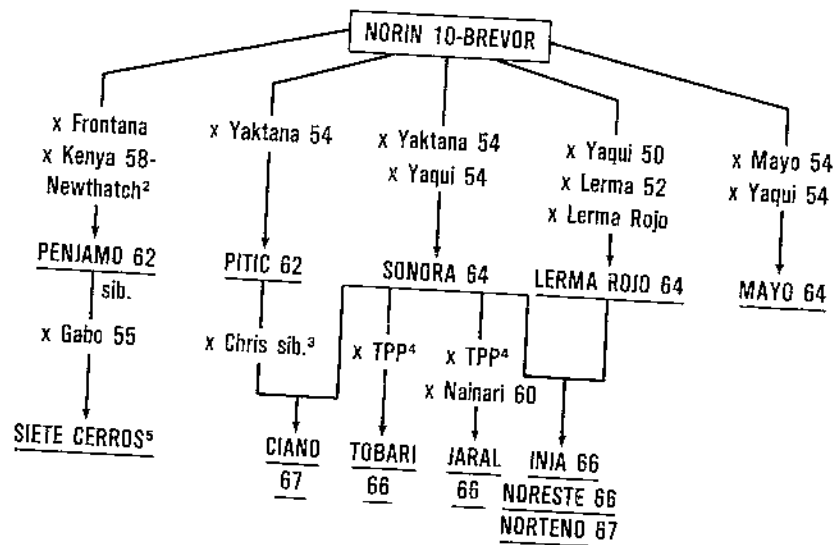 NORIN 10-BREVOR
x Frontana
x Kenya 58-
Newthatch²
x Yaktana 54
x Yaktana 54
x Yaqui 54
x Yaqui 50
x Lerma 52
x Lerma Rojo
x Mayo 54
x Yaqui 54
PENJAMO 62
sib.
PITIC 62
SONORA 64
LERMA ROJO 64
MAYO 64
x Gabo 55
x Chris sib.³
x TPP⁴
x TPP⁴
x Nainari 60
SIETE CERROS⁵
CIANO
67
TOBARI
66
JARAL
66
INIA 66
NORESTE 66
NORTENO 67